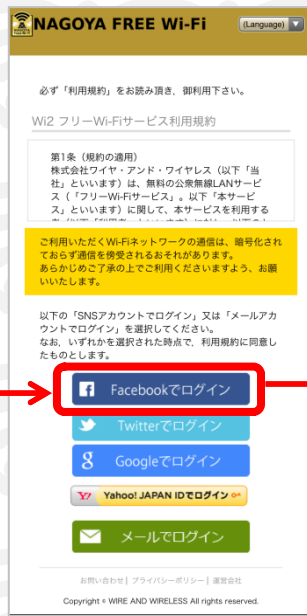 NAGOYA FREE Wi-Fi
(Language)
必ず「利用規約」をお読み頂き、御利用下さい。
Wi2 フリーWi-Fiサービス利用規約
第1条（規約の適用）
株式会社ワイヤ・アンド・ワイヤレス（以下「当
社」といいます）は、無料の公衆無線LANサービ
ス（「フリーWi-Fiサービス」。以下「本サービ
ス」といいます）に関して、本サービスを利用する
ご利用いただくWi-Fiネットワークの通信は、暗号化され
ておらず通信を傍受されるおそれがあります。
あらかじめご了承の上でご利用くださいますよう、お願
いいたします。
以下の「SNSアカウントでログイン」又は「メールアカ
ウントでログイン」を選択してください。
なお、いずれかを選択された時点で、利用規約に同意し
たものとします。
Facebookでログイン
Twitterでログイン
Googleでログイン
Y! Yahoo! JAPAN IDでログイン
メールでログイン
お問い合わせ | プライバシーポリシー | 運営会社
Copyright © WIRE AND WIRELESS All rights reserved.